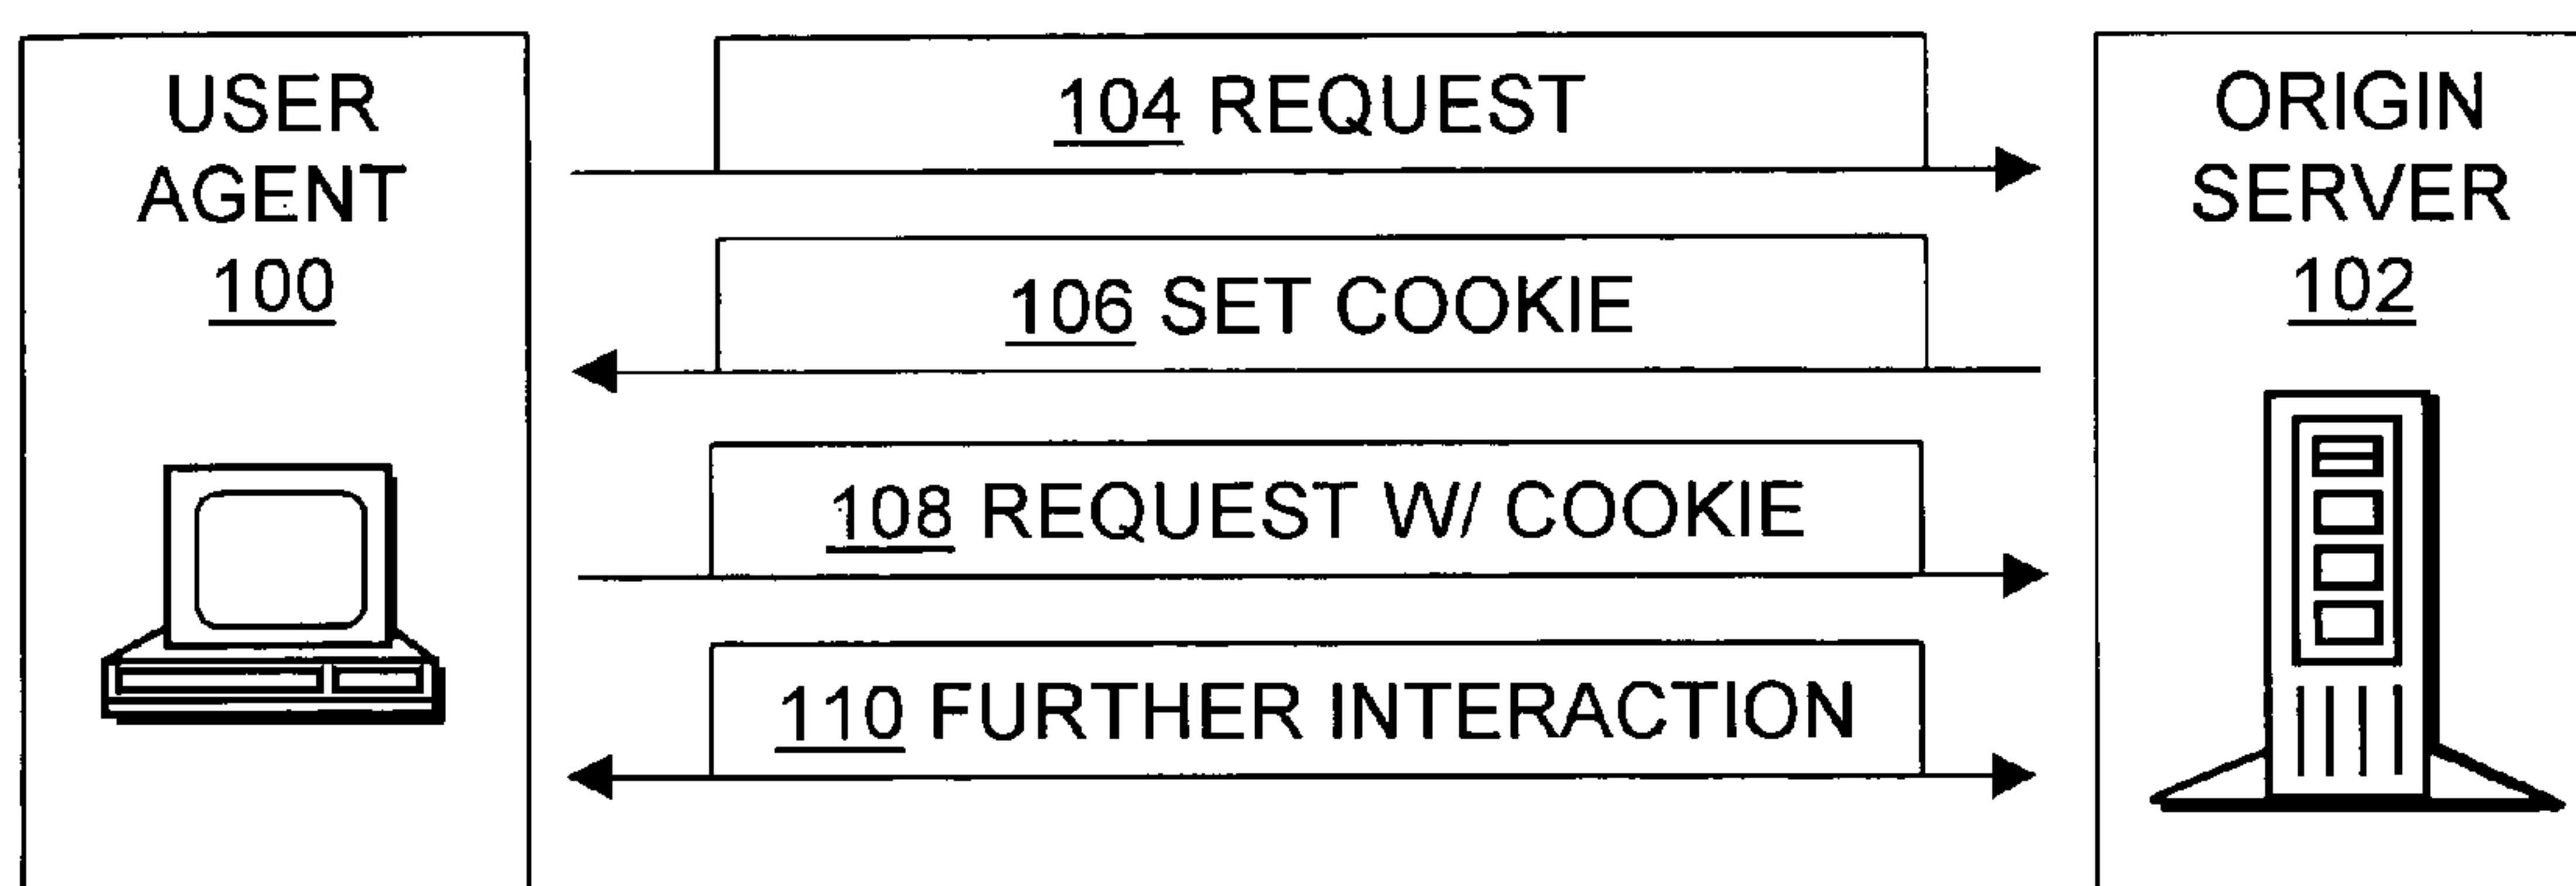 USER
AGENT
100
104 REQUEST
106 SET COOKIE
108 REQUEST W/ COOKIE
110 FURTHER INTERACTION
ORIGIN
SERVER
102